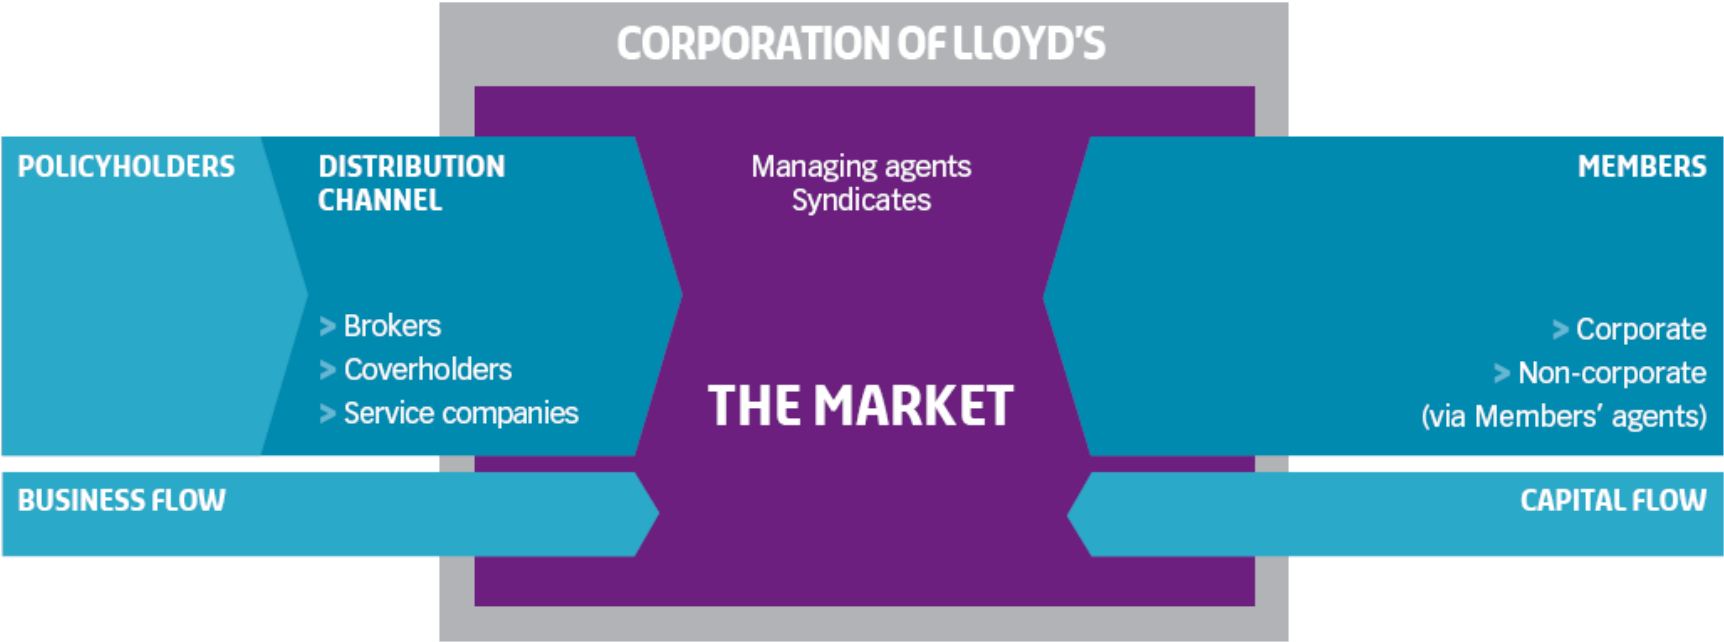 CORPORATION OF LLOYD'S
POLICYHOLDERS
DISTRIBUTION
CHANNEL
> Brokers
> Coverholders
> Service companies
Managing agents
Syndicates
THE MARKET
MEMBERS
> Corporate
> Non-corporate
(via Members' agents)
BUSINESS FLOW
CAPITAL FLOW